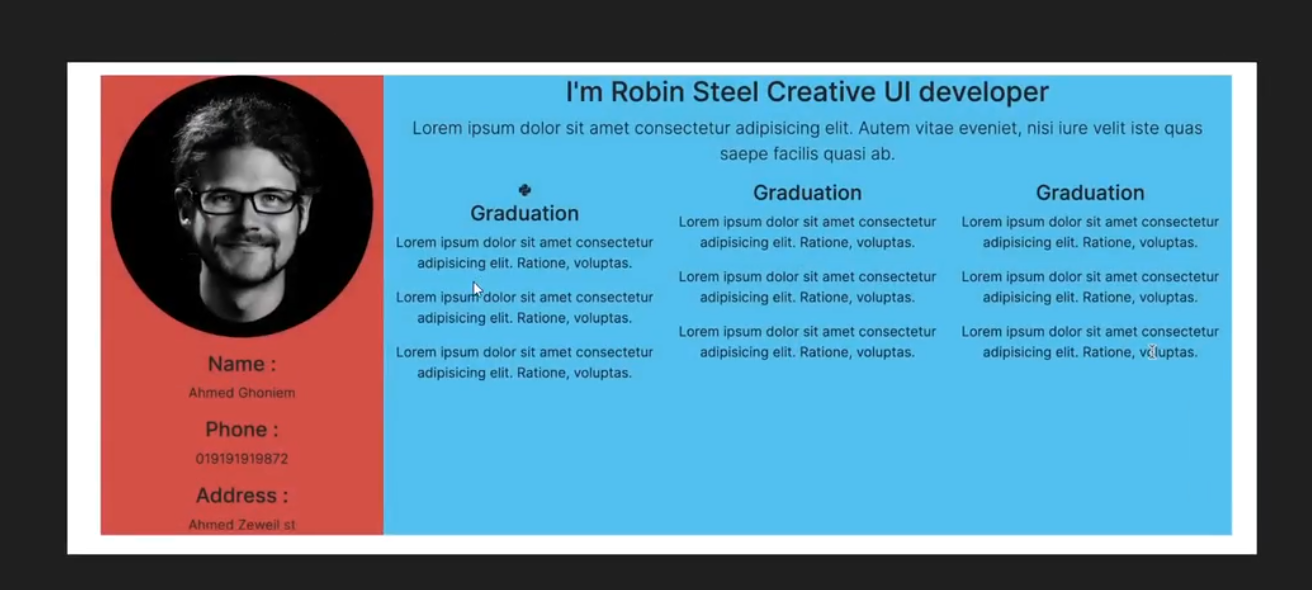 I'm Robin Steel Creative UI developer
Lorem ipsum dolor sit amet consectetur adipisicing elit. Autem vitae eveniet, nisi iure velit iste quas
saepe facilis quasi ab.
Graduation
Lorem ipsum dolor sit amet consectetur
adipisicing elit. Ratione, voluptas.
Lorem ipsum dolor sit amet consectetur
adipisicing elit. Ratione, voluptas.
Lorem ipsum dolor sit amet consectetur
adipisicing elit. Ratione, voluptas.
Graduation
Lorem ipsum dolor sit amet consectetur
adipisicing elit. Ratione, voluptas.
Lorem ipsum dolor sit amet consectetur
adipisicing elit. Ratione, voluptas.
Lorem ipsum dolor sit amet consectetur
adipisicing elit. Ratione, voluptas.
Graduation
Lorem ipsum dolor sit amet consectetur
adipisicing elit. Ratione, voluptas.
Lorem ipsum dolor sit amet consectetur
adipisicing elit. Ratione, voluptas.
Lorem ipsum dolor sit amet consectetur
adipisicing elit. Ratione, voluptas.
Name :
Ahmed Ghoniem
Phone :
019191919872
Address :
Ahmed Zeweil st